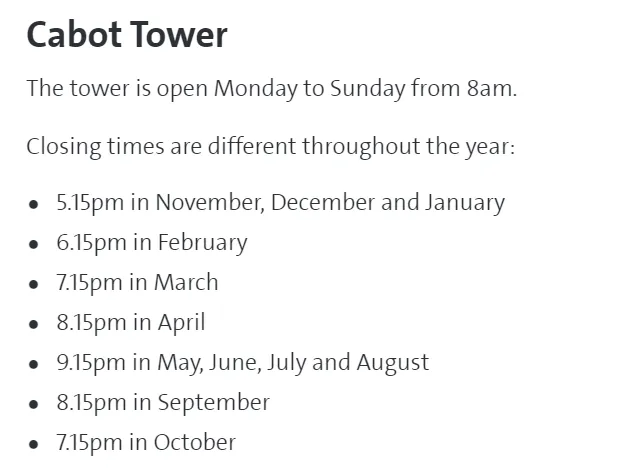 Cabot Tower
The tower is open Monday to Sunday from 8am.
Closing times are different throughout the year:
• 5.15pm in November, December and January
• 6.15pm in February
• 7.15pm in March
• 8.15pm in April
• 9.15pm in May, June, July and August
• 8.15pm in September
• 7.15pm in October